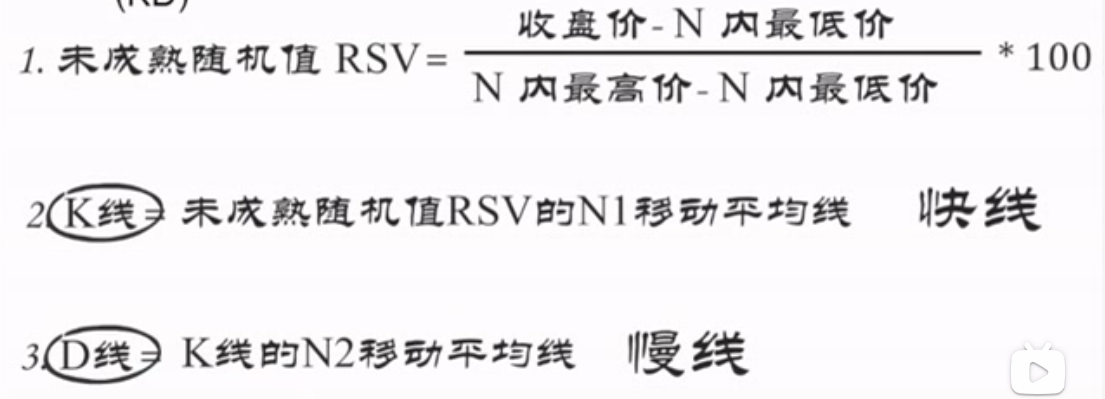 (KD)
1. 未成熟随机值 RSV= 收盘价-N 内最低价 / N 内最高价-N 内最低价 *100
2.K线= 未成熟随机值RSV的N1移动平均线 快线
3.D线= K线的N2移动平均线 慢线